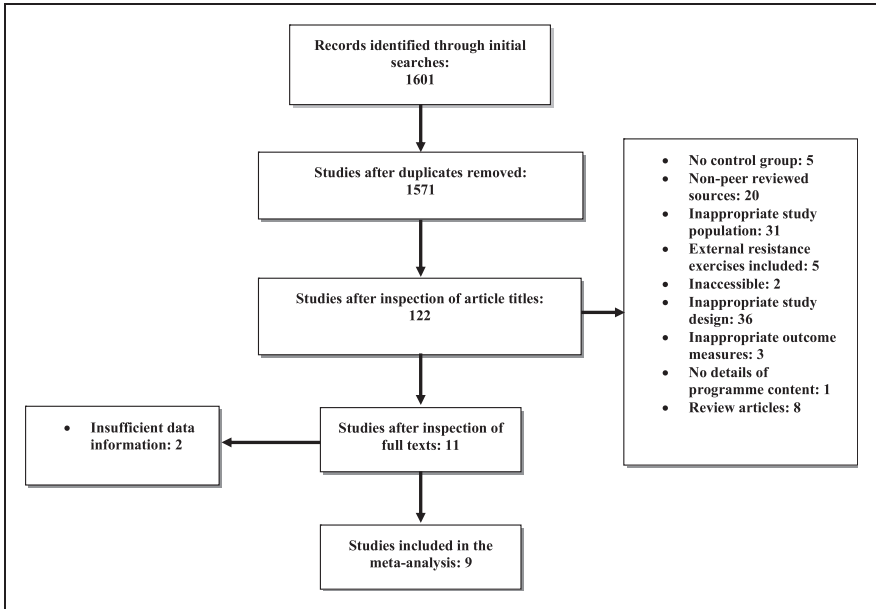 Records identified through initial
searches:
1601
Studies after duplicates removed:
1571
Studies after inspection of article titles:
122
• No control group: 5
• Non-peer reviewed
sources: 20
• Inappropriate study
population: 31
• External resistance
exercises included: 5
• Inaccessible: 2
• Inappropriate study
design: 36
• Inappropriate outcome
measures: 3
• No details of
programme content: 1
• Review articles: 8
Studies after inspection of
full texts: 11
• Insufficient data
information: 2
Studies included in the
meta-analysis: 9